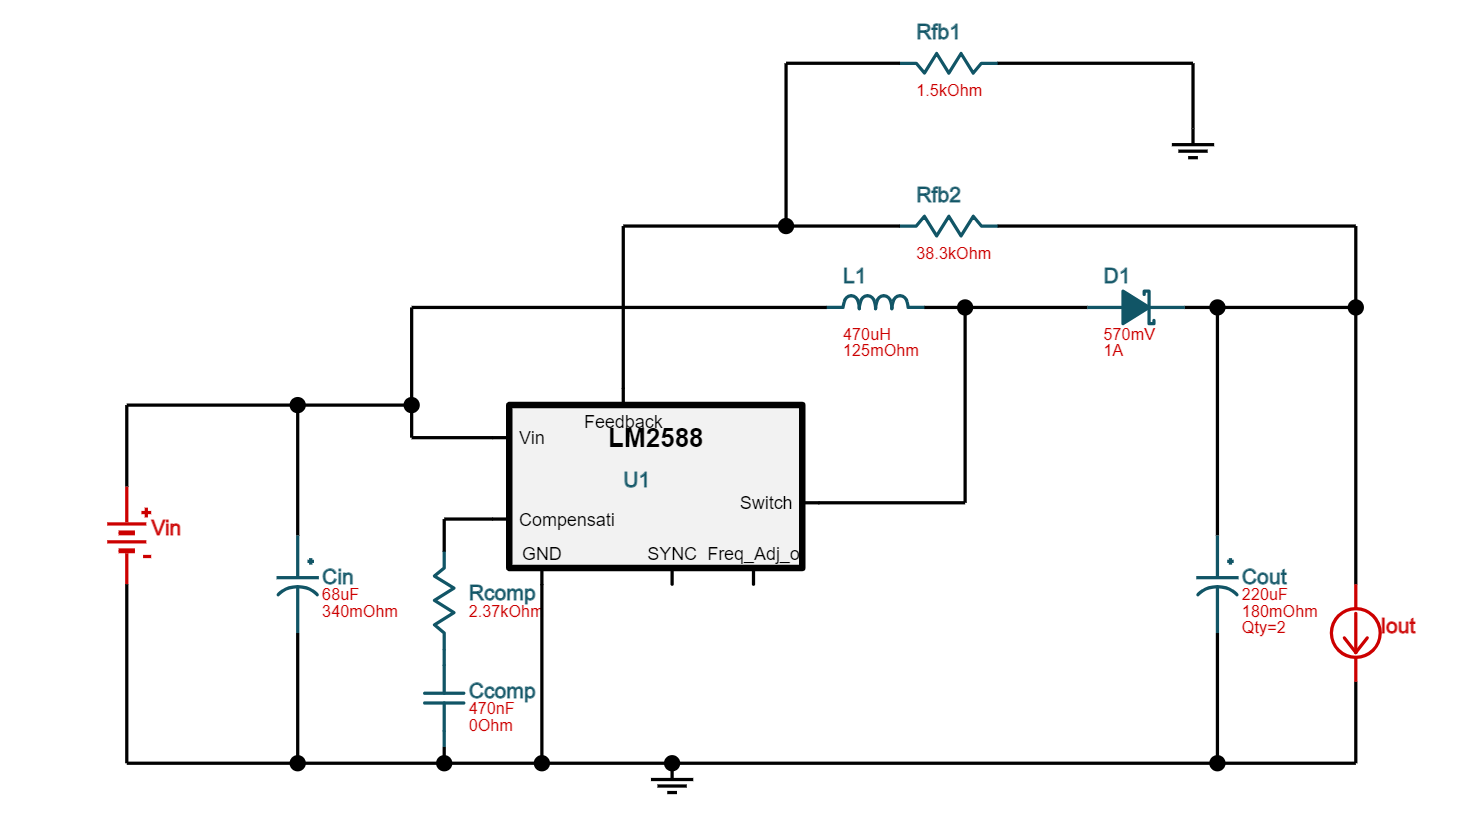 Rfb1
1.5kOhm
Rfb2
38.3kOhm
L1
470uH
125mOhm
D1
570mV
1A
Feedback
LM2588
Vin
U1
Switch
Compensati
GND
SYNC
Freq_Adj_o
+
Vin
-
+
Cin
68uF
340mOhm
Rcomp
2.37kOhm
Ccomp
470nF
0Ohm
+
Cout
220uF
180mOhm
Qty=2
Iout